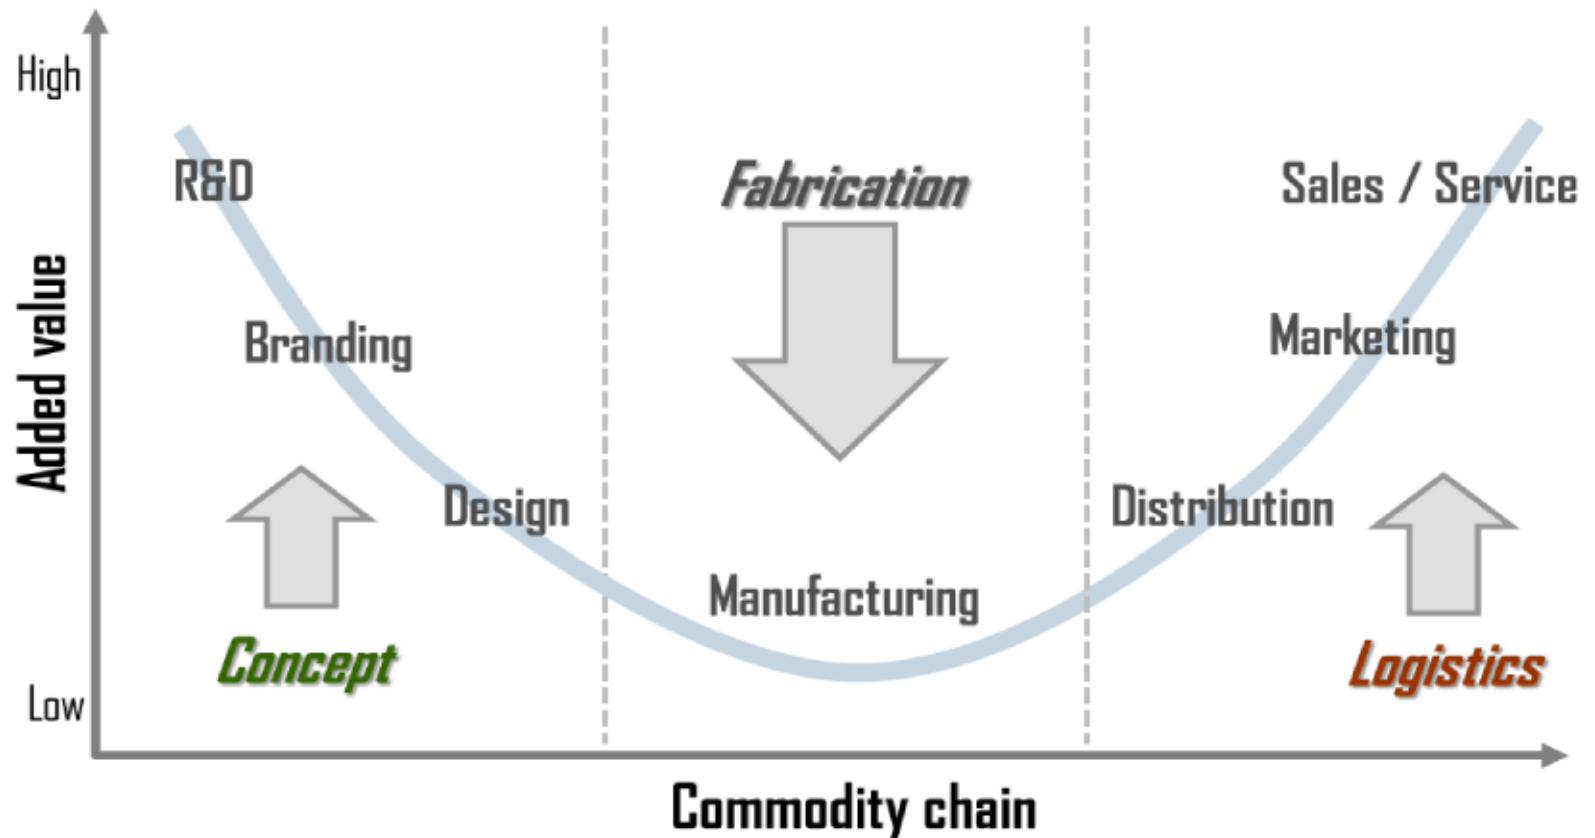 High
R&D
Fabrication
Sales / Service
Branding
Marketing
Added value
Design
Distribution
Manufacturing
Concept
Logistics
Low
Commodity chain